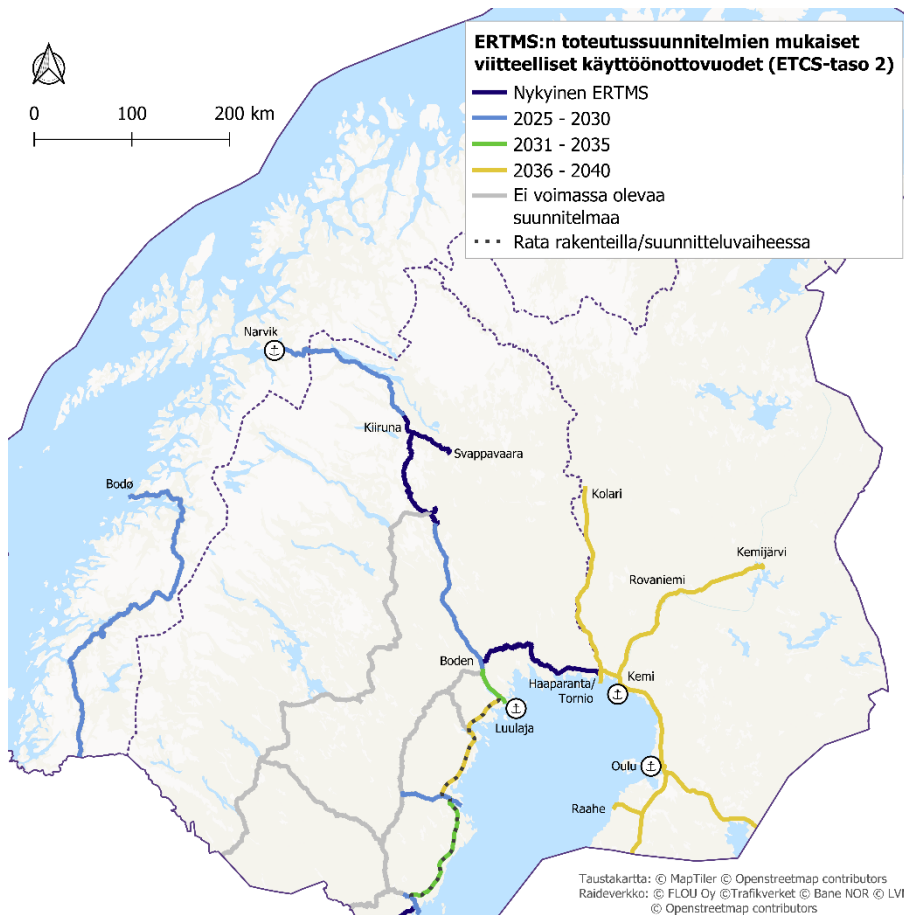 ERTMS:n toteutussuunnitelmien mukaiset
viitteelliset käyttöönottovuodet (ETCS-taso 2)
Nykyinen ERTMS
2025 - 2030
2031 - 2035
2036 - 2040
Ei voimassa olevaa
suunnitelmaa
Rata rakenteilla/suunnitteluvaiheessa
0 100 200 km
Narvik
Kiiruna
Svappavaara
Bodø
Kolari
Kemijärvi
Rovaniemi
Boden
Haaparanta/
Tornio
Kemi
Luulaja
Oulu
Raahe
Taustakartta: © MapTiler © Openstreetmap contributors
Raideverkko: © FLOU Oy ©Trafikverket © Bane NOR © LVM
© Openstreetmap contributors